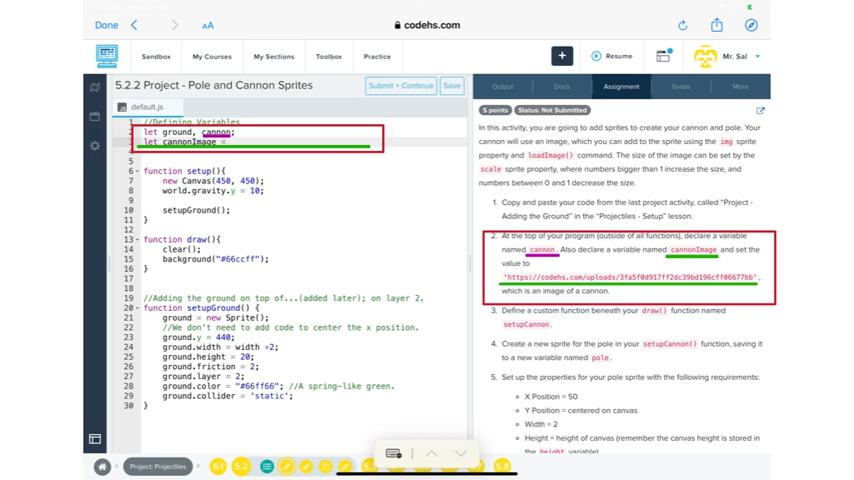 Done
AA
codehs.com
Sandbox
My Courses
My Sections
Toolbox
Practice
Resume
Mr. Sal
5.2.2 Project - Pole and Cannon Sprites
Submit + Continue
Save
default.js
1 //Defining Variables
2 let ground, cannon;
3 let cannonImage =
5
6 function setup(){
7 new Canvas(450, 450);
8 world.gravity.y = 10;
9
10 setupGround();
11 }
12
13 function draw(){
14 clear();
15 background("#66ccff");
16 }
17
18
19 //Adding the ground on top of...(added later); on layer 2.
20 function setupGround() {
21 ground = new Sprite();
22 //We don't need to add code to center the x position.
23 ground.y = 440;
24 ground.width = width *2;
25 ground.height = 20;
26 ground.friction = 2;
27 ground.layer = 2;
28 ground.color = "#66ff66"; //A spring-like green.
29 ground.collider = 'static';
30 }
Output
Docs
Assignment
Grade
More
5 points
Status: Not Submitted
In this activity, you are going to add sprites to create your cannon and pole. Your
cannon will use an image, which you can add to the sprite using the img sprite
property and loadImage() command. The size of the image can be set by the
scale sprite property, where numbers bigger than 1 increase the size, and
numbers between 0 and 1 decrease the size.
1. Copy and paste your code from the last project activity, called "Project -
Adding the Ground" in the "Projectiles - Setup" lesson.
2. At the top of your program (outside of all functions), declare a variable
named cannon. Also declare a variable named cannonImage and set the
value to
"https://codehs.com/uploads/3fa5f0d917ff2dc39bd196cff06677bb",
which is an image of a cannon.
3. Define a custom function beneath your draw() function named
setupCannon.
4. Create a new sprite for the pole in your setupCannon() function, saving it
to a new variable named pole.
5. Set up the properties for your pole sprite with the following requirements:
X Position = 50
Y Position = centered on canvas
Width = 2
Height = height of canvas (remember the canvas height is stored in
the height variable)
Project: Projectiles
5.1
5.2
5.8